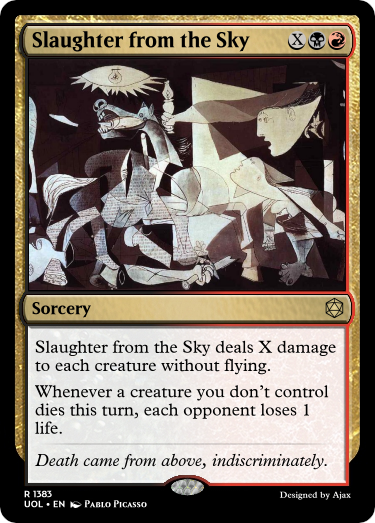 Slaughter from the Sky X
Sorcery
Slaughter from the Sky deals X damage
to each creature without flying.
Whenever a creature you don't control
dies this turn, each opponent loses 1
life.
Death came from above, indiscriminately.
R 1383
UOL • EN Pablo Picasso
Designed by Ajax